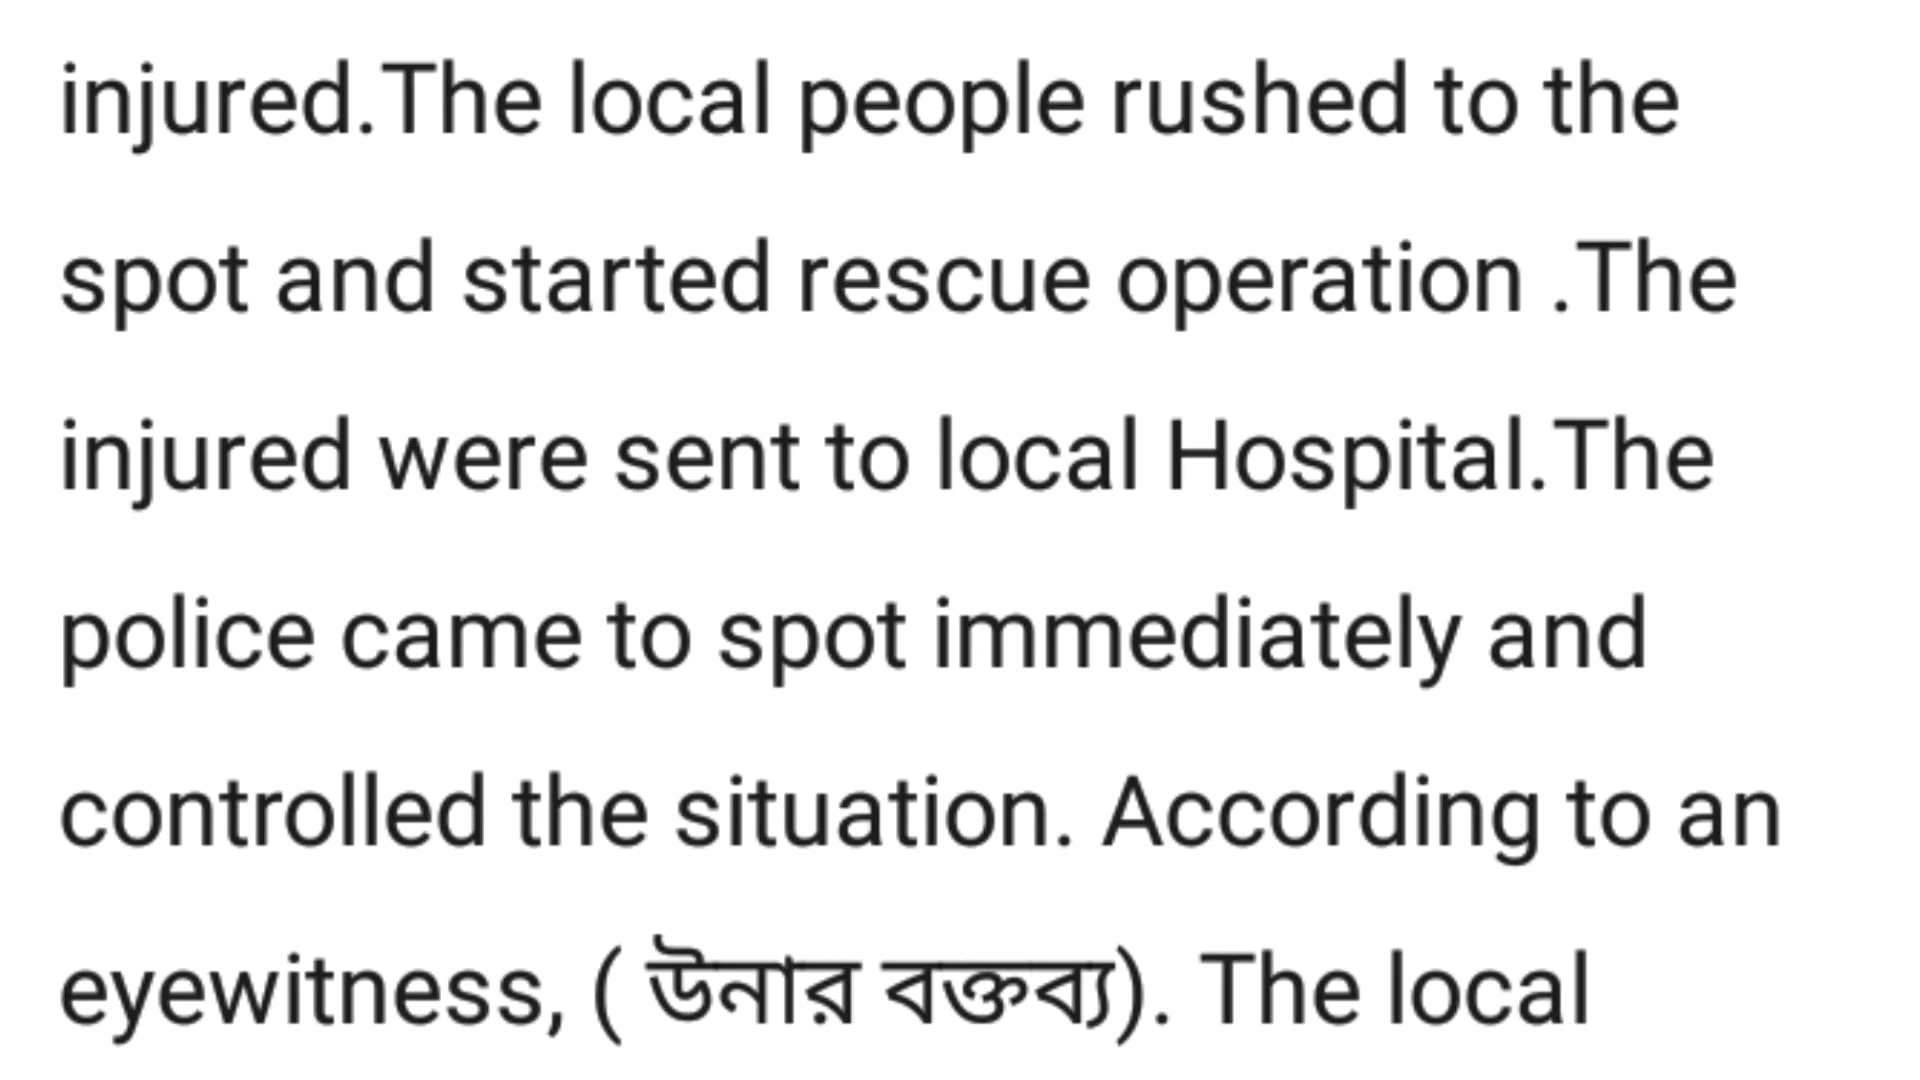 injured.The local people rushed to the
spot and started rescue operation .The
injured were sent to local Hospital.The
police came to spot immediately and
controlled the situation. According to an
eyewitness, ( উনার বক্তব্য). The local